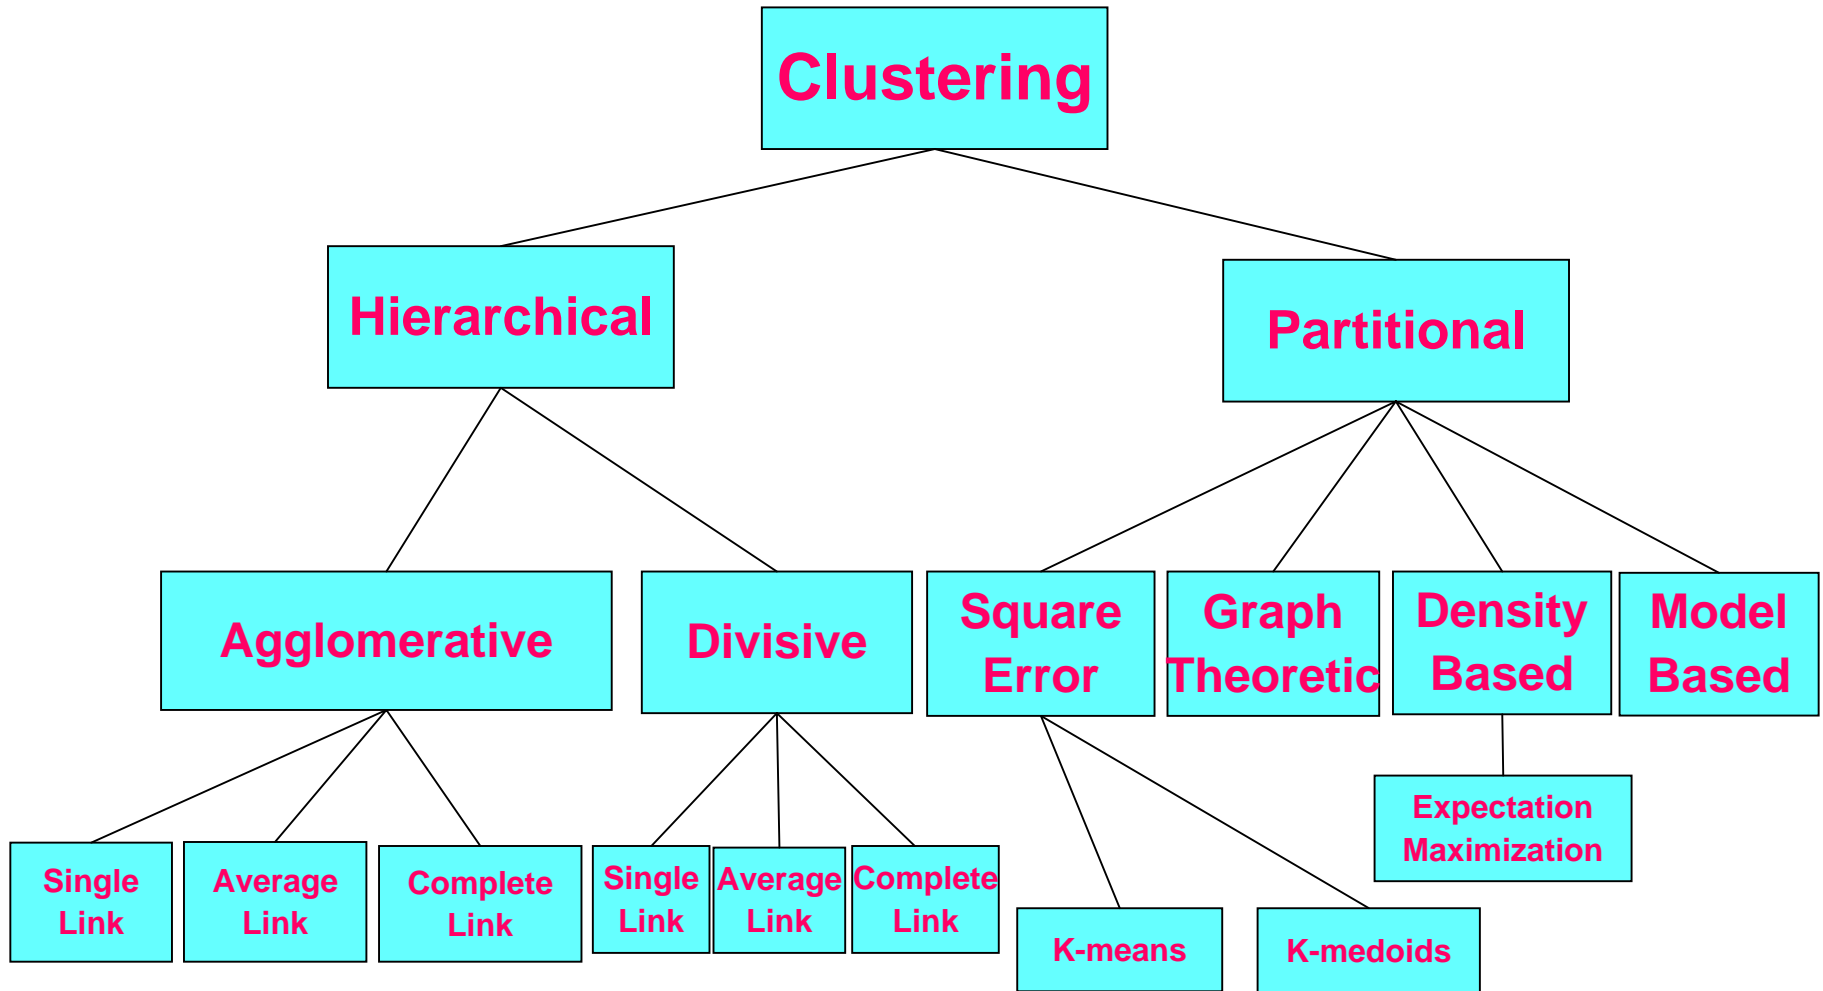 Clustering
Hierarchical
Partitional
Agglomerative
Divisive
Square
Error
Graph
Theoretic
Density
Based
Model
Based
Single
Link
Average
Link
Complete
Link
Single
Link
Average
Link
Complete
Link
K-means
K-medoids
Expectation
Maximization